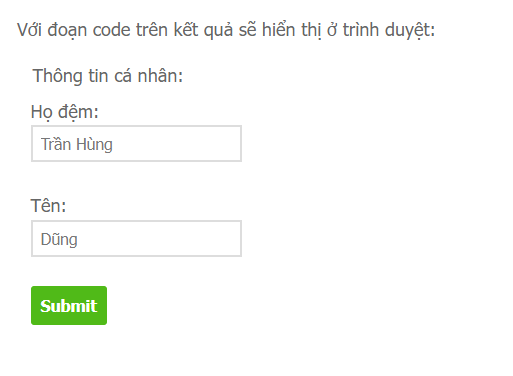 Với đoạn code trên kết quả sẽ hiển thị ở trình duyệt:
Thông tin cá nhân:
Họ đệm:
Trần Hùng
Tên:
Dũng
Submit